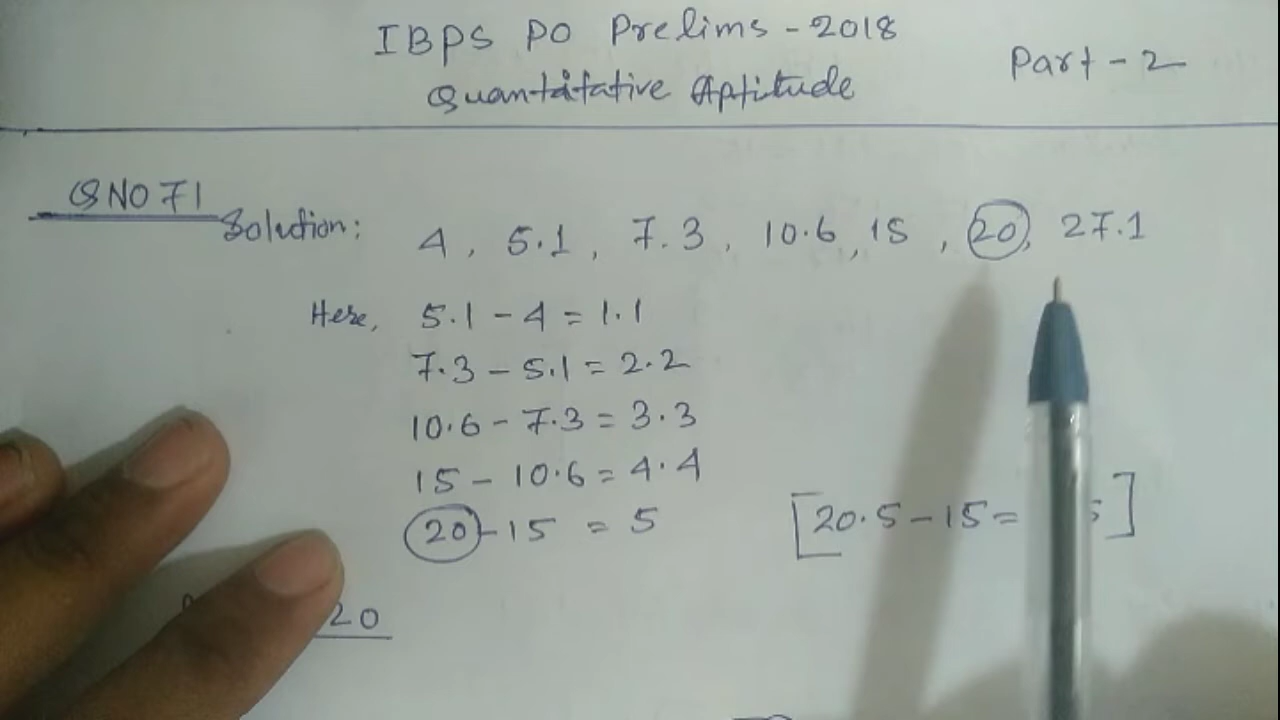 IBPS PO Prelims - 2018
Quantitative Aptitude
Part - 2
QNO 71
Solution: 4, 5.1, 7.3, 10.6, 15, 20, 27.1
Here, 5.1 - 4 = 1.1
7.3 - 5.1 = 2.2
10.6 - 7.3 = 3.3
15 - 10.6 = 4.4
20 - 15 = 5 [20.5 - 15 = 5]
20